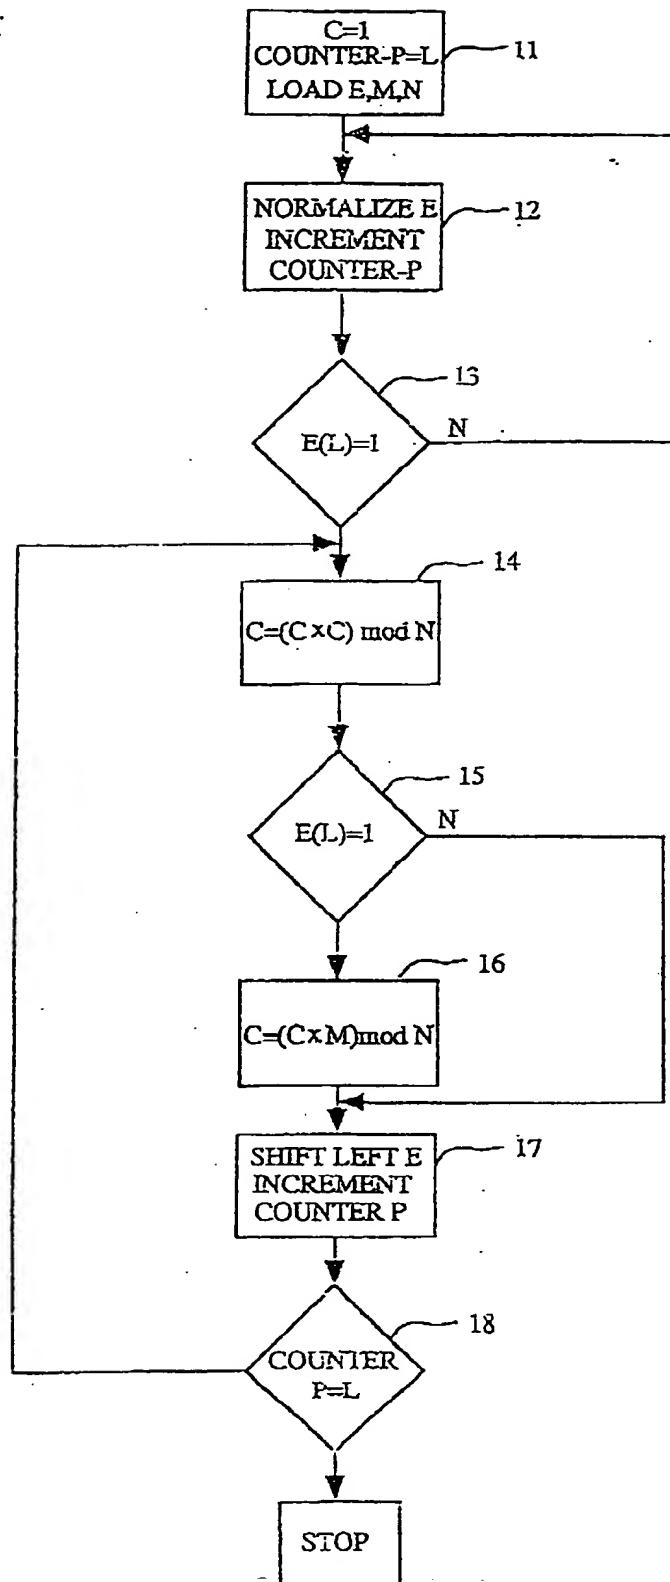 C=1
COUNTER-P=L
LOAD E,M,N
11
NORMALIZE E
INCREMENT
COUNTER-P
12
13
E(L)=1
N
14
C=(C×C) mod N
15
E(L)=1
N
16
C=(C×M)mod N
SHIFT LEFT E
INCREMENT
COUNTER P
17
18
COUNTER
P=L
STOP